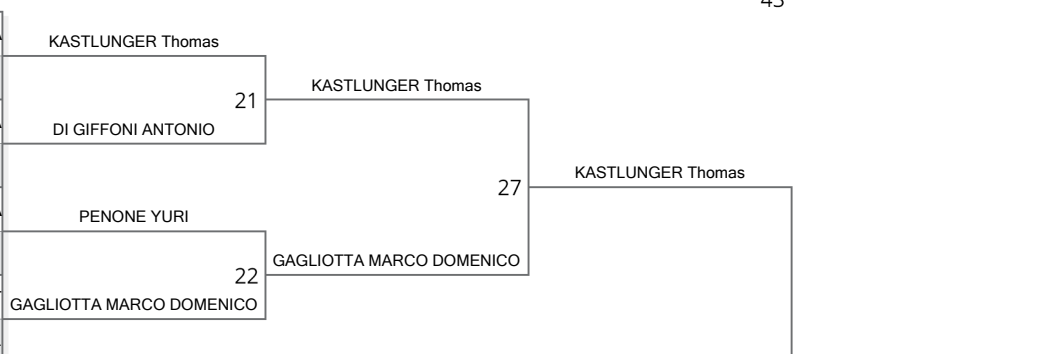 KASTLUNGER Thomas
KASTLUNGER Thomas
21
DI GIFFONI ANTONIO
KASTLUNGER Thomas
27
PENONE YURI
GAGLIOTTA MARCO DOMENICO
22
GAGLIOTTA MARCO DOMENICO